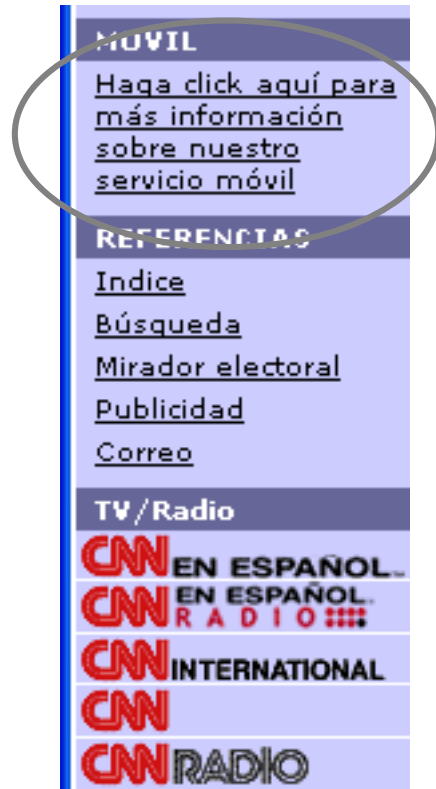 MOVIL
Haga click aquí para
más información
sobre nuestro
servicio móvil
REFERENCIAS
Indice
Búsqueda
Mirador electoral
Publicidad
Correo
TV/Radio
CNN EN ESPAÑOL
CNN EN ESPAÑOL
RADIO
CNN INTERNATIONAL
CNN
CNN RADIO